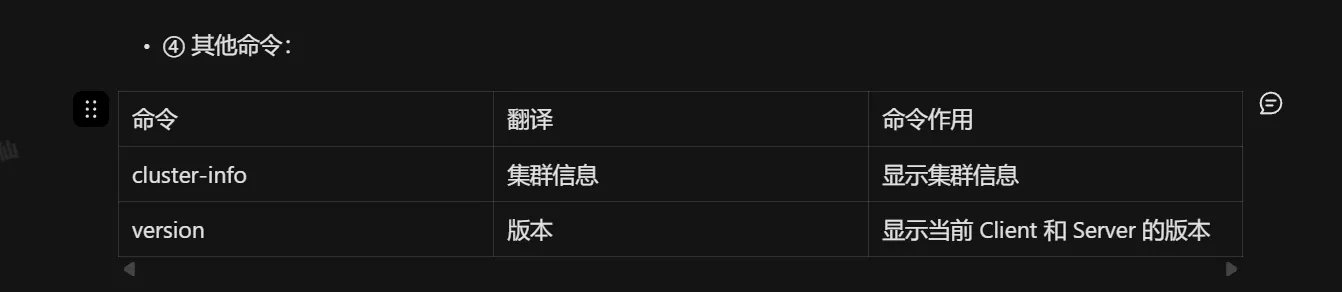 ④ 其他命令：
命令 翻译 命令作用
cluster-info 集群信息 显示集群信息
version 版本 显示当前 Client 和 Server 的版本
仙